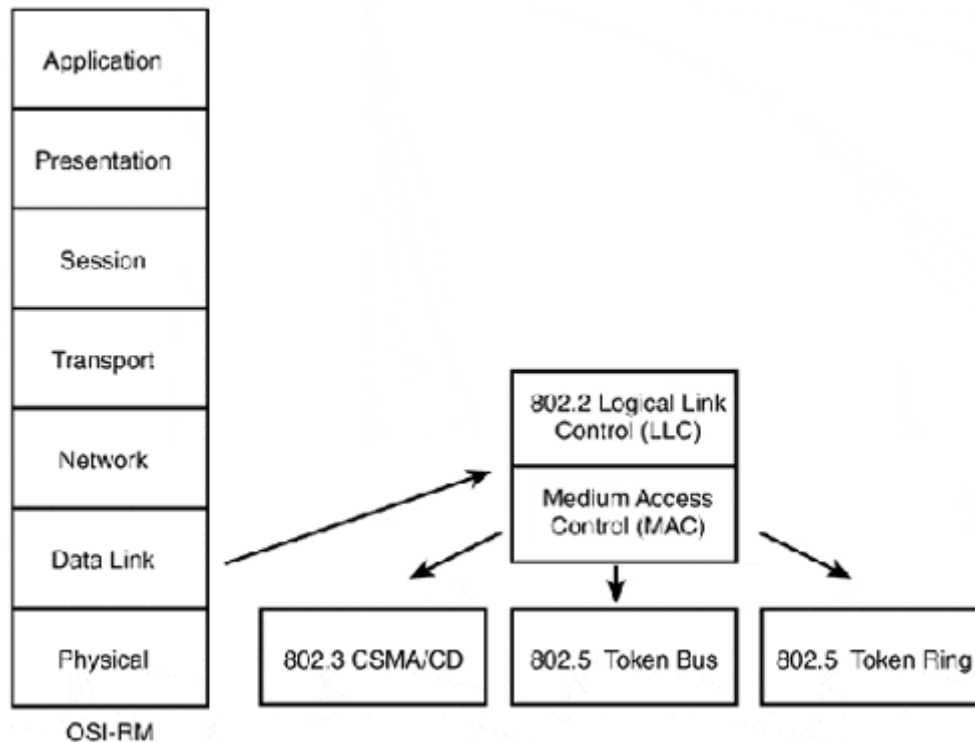 Application
Presentation
Session
Transport
802.2 Logical Link
Control (LLC)
Network
Medium Access
Control (MAC)
Data Link
Physical
802.3 CSMA/CD
802.5 Token Bus
802.5 Token Ring
OSI-RM